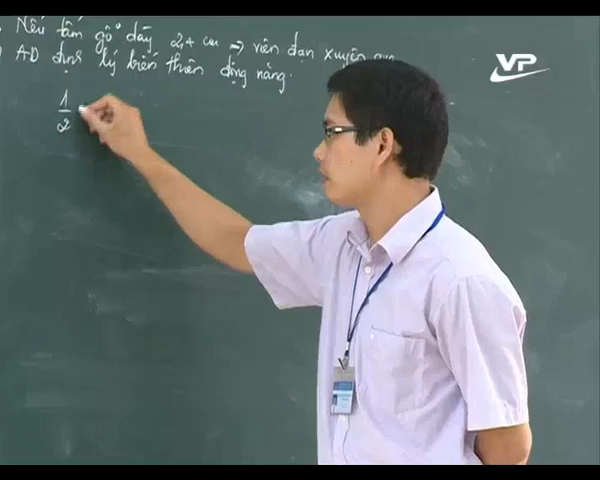 Nếu tấm gỗ dày 2,4 cm → viên đạn xuyên qua
AD định lý biến thiên động năng.
1
2
VP